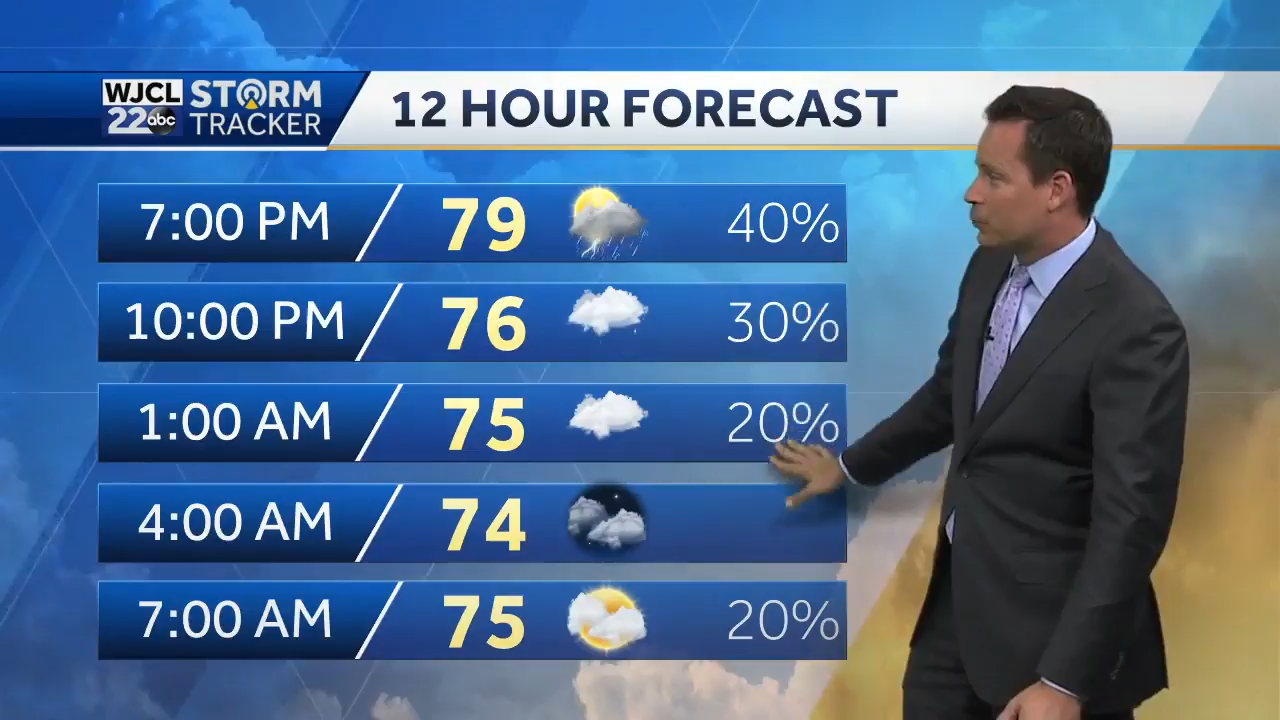 WJCL
22 abc
STORM
TRACKER
12 HOUR FORECAST
7:00 PM 79 40%
10:00 PM 76 30%
1:00 AM 75 20%
4:00 AM 74
7:00 AM 75 20%